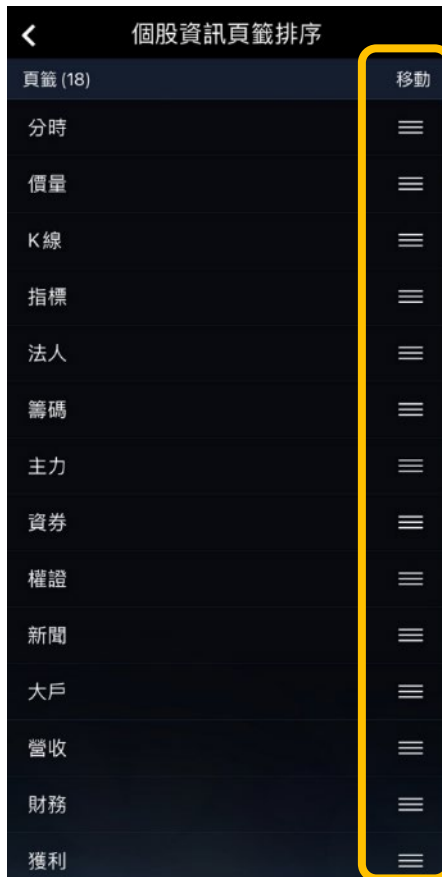 個股資訊頁籤排序
頁籤 (18) 移動
分時
價量
K線
指標
法人
籌碼
主力
資券
權證
新聞
大戶
營收
財務
獲利